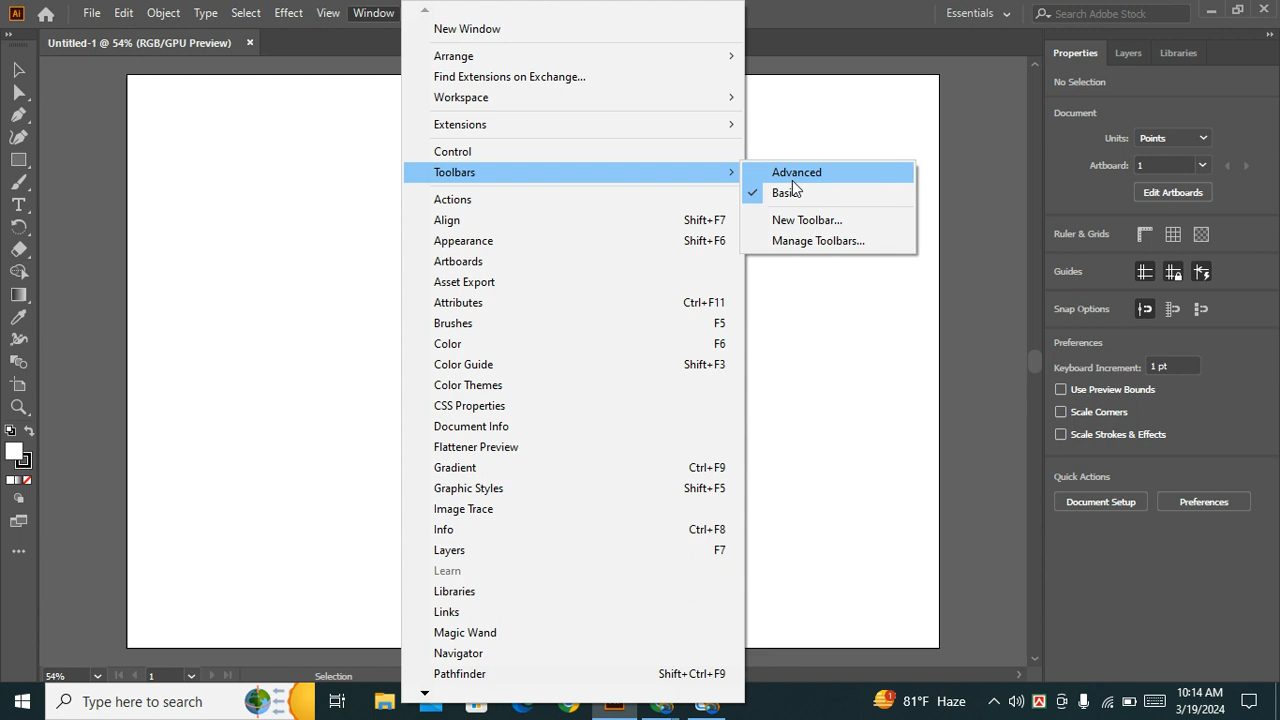 Ai File Edit Object Type Select Effect View Window Essentials Search Adobe Stock
Untitled-1 @ 54% (RGB/GPU Preview)
New Window
Arrange
Find Extensions on Exchange...
Workspace
Extensions
Control
Toolbars
Actions
Align Shift+F7
Appearance Shift+F6
Artboards
Asset Export
Attributes Ctrl+F11
Brushes F5
Color F6
Color Guide Shift+F3
Color Themes
CSS Properties
Document Info
Flattener Preview
Gradient Ctrl+F9
Graphic Styles Shift+F5
Image Trace
Info Ctrl+F8
Layers F7
Learn
Libraries
Links
Magic Wand
Navigator
Pathfinder Shift+Ctrl+F9
Advanced
Basic
New Toolbar...
Manage Toolbars...
Properties Layers Libraries
No Selection
Document
Units: Points
Artboard: 1
Edit Artboards
Ruler & Grids
Guides
Snap Options
Preferences
Keyboard Increment: 1 pt
Use Preview Bounds
Scale Corners
Scale Strokes & Effects
Quick Actions
Document Setup Preferences
54% 1 Selection
Type here to search
1 81°F Haze
10:14 AM
3/19/2024